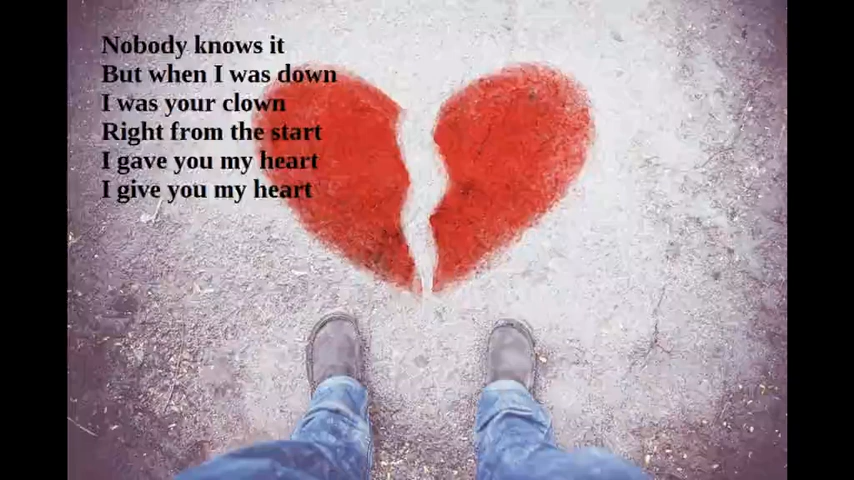 Nobody knows it
But when I was down
I was your clown
Right from the start
I gave you my heart
I give you my heart